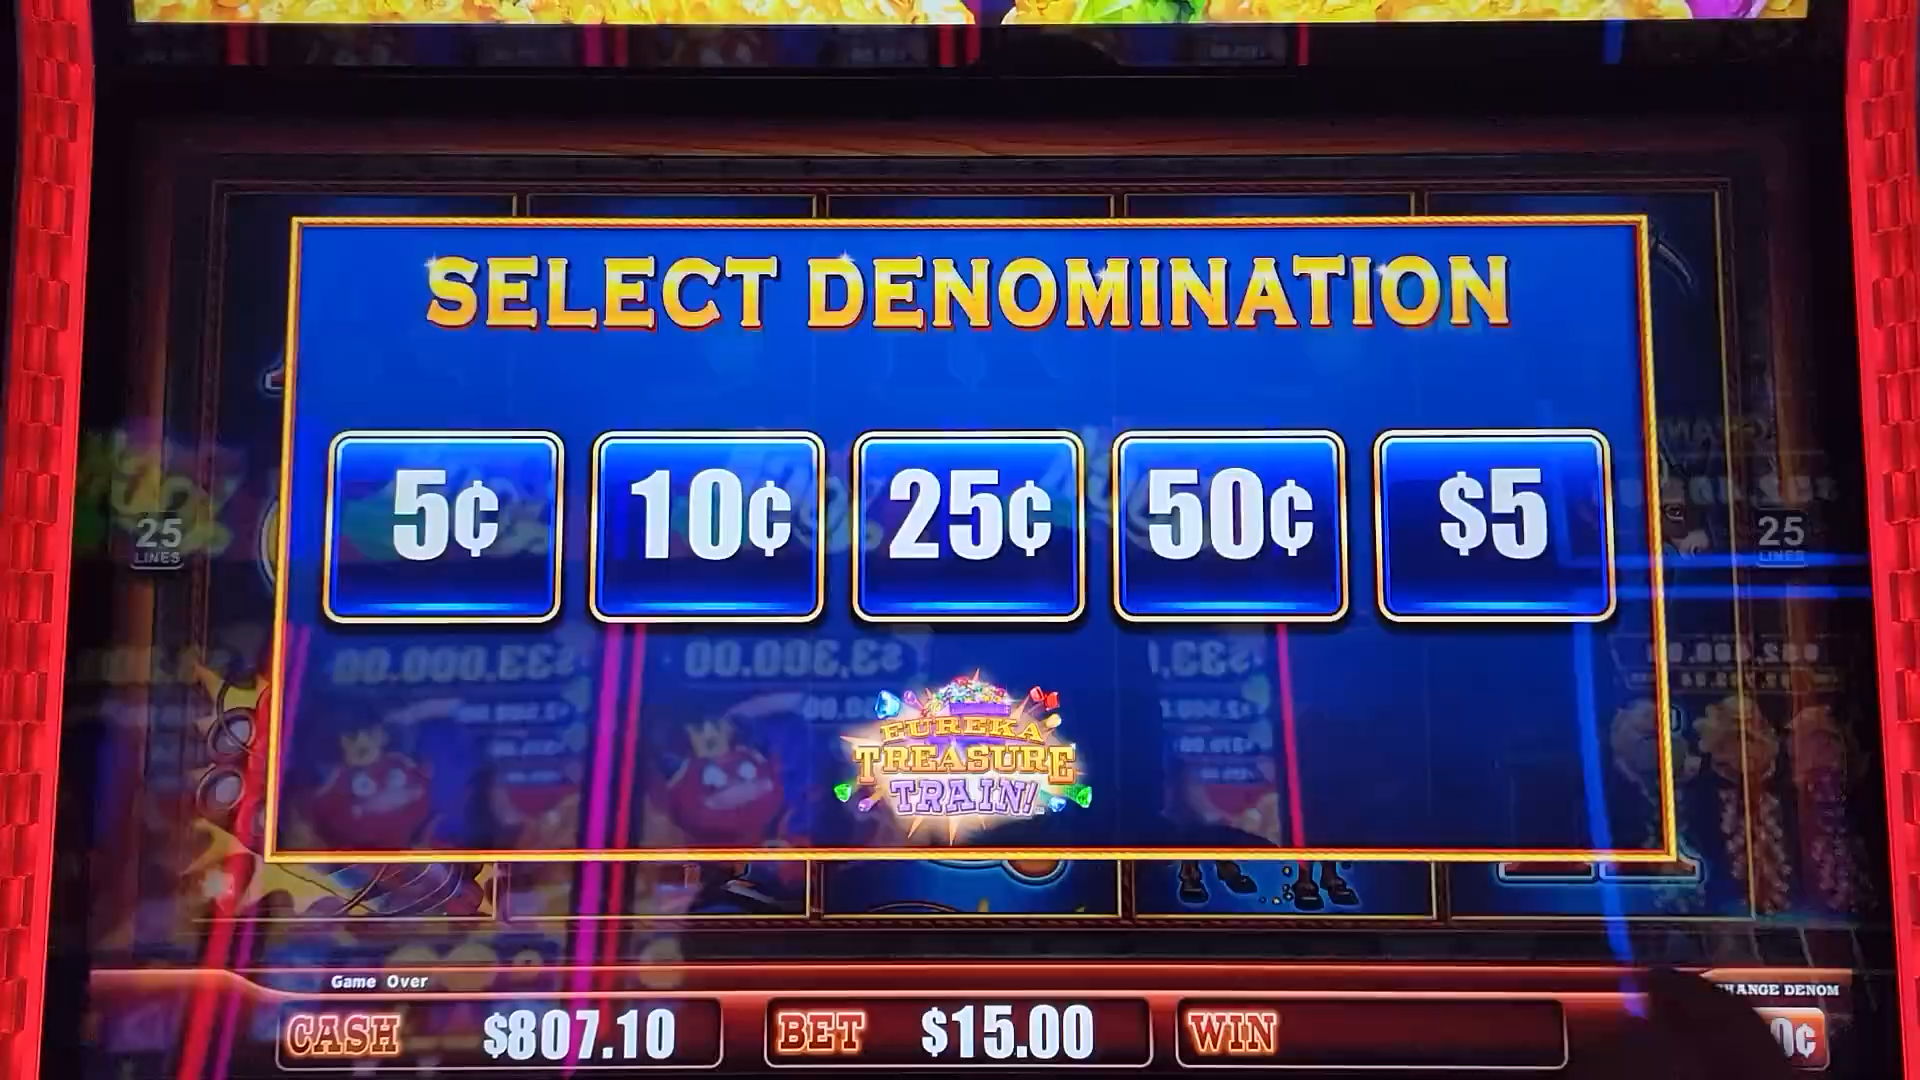 SELECT DENOMINATION
5¢
10¢
25¢
50¢
$5
25
LINES
25
LINES
EUREKA
TREASURE
TRAIN!
Game Over
CASH $807.10
BET $15.00
WIN
CHANGE DENOM